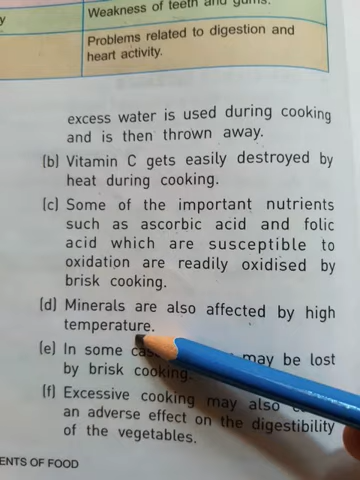 y
Weakness of teeth and gums.
Problems related to digestion and
heart activity.
excess water is used during cooking
and is then thrown away.
(b) Vitamin C gets easily destroyed by
heat during cooking.
(c) Some of the important nutrients
such as ascorbic acid and folic
acid which are susceptible to
oxidation are readily oxidised by
brisk cooking.
(d) Minerals are also affected by high
temperature.
(e) In some may be lost
by brisk cooking.
(f) Excessive cooking may also
an adverse effect on the digestibility
of the vegetables.
ENTS OF FOOD